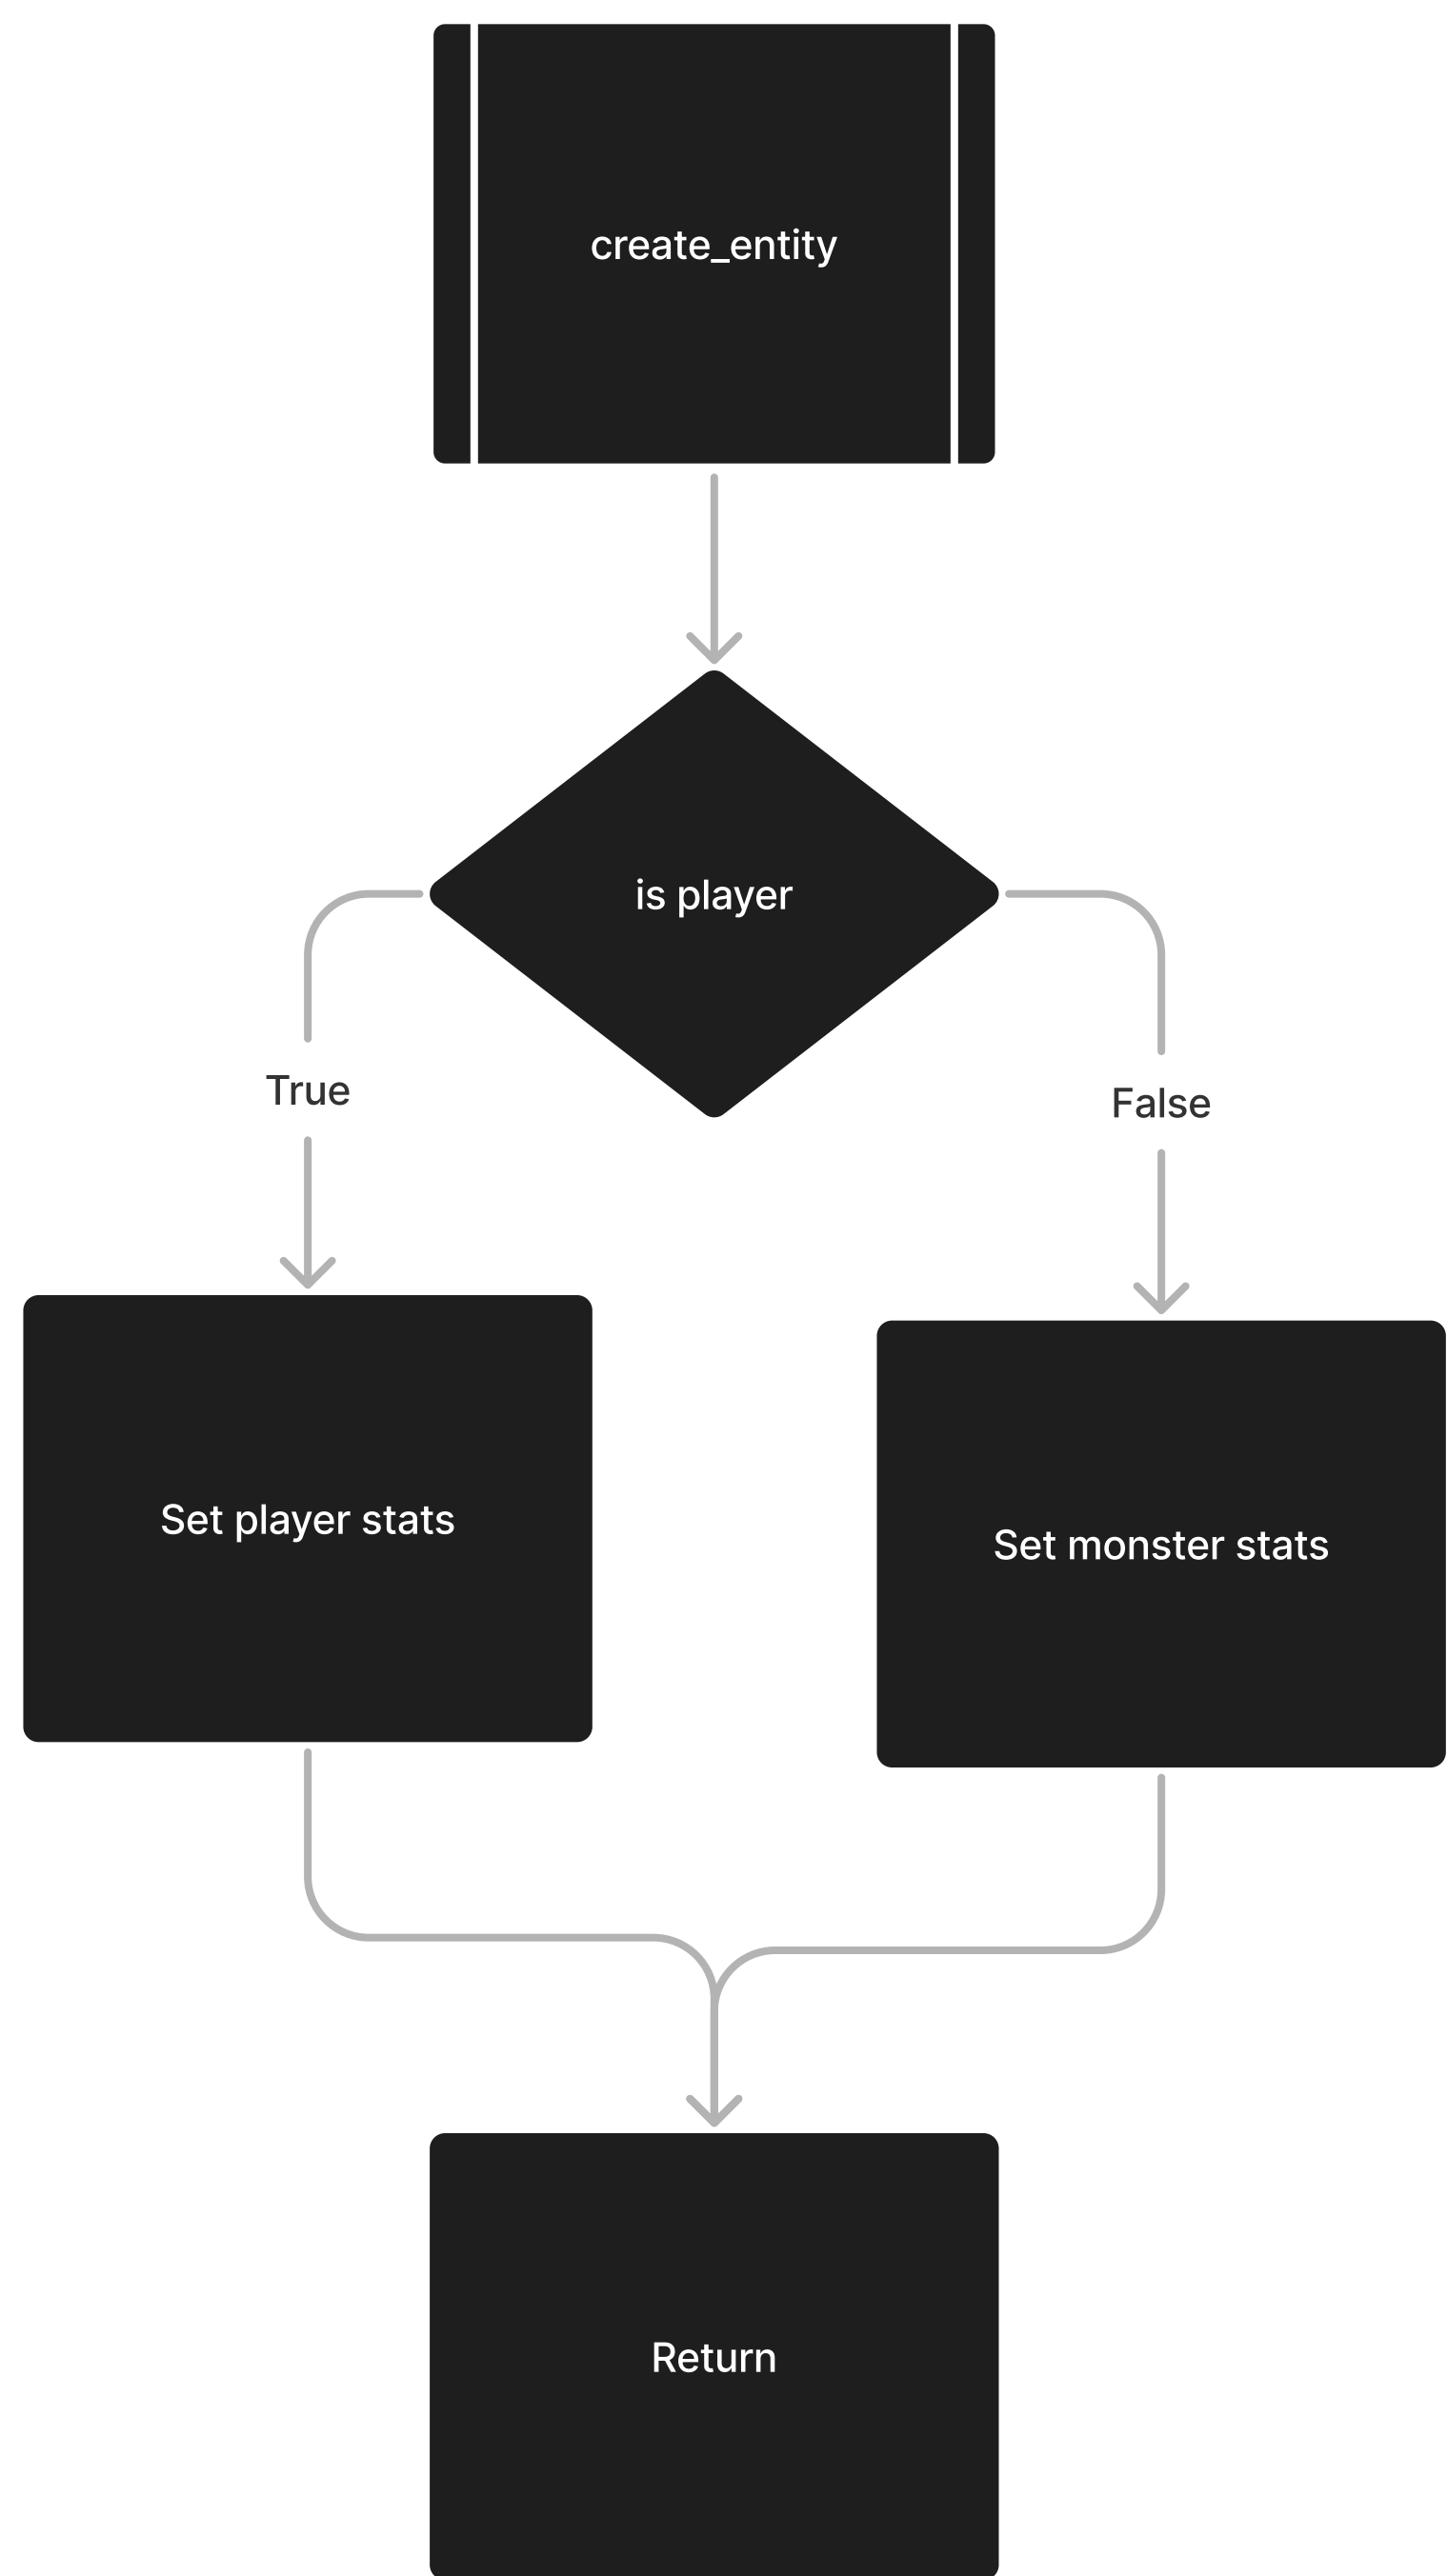 create_entity
is player
True
False
Set player stats
Set monster stats
Return